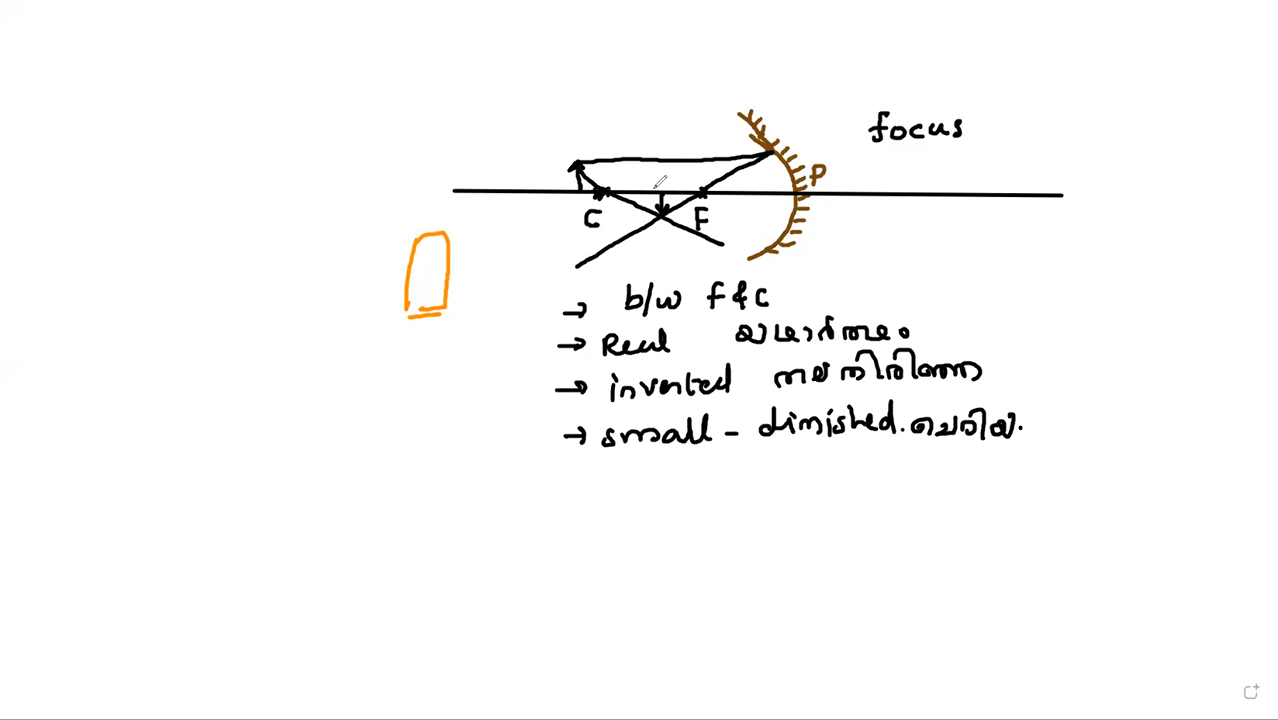 focus
P
C F
→ b/w F & C
→ Real യഥാർത്ഥം
→ inverted തലതിരിഞ്ഞ
→ small - diminished. ചെറിയ.